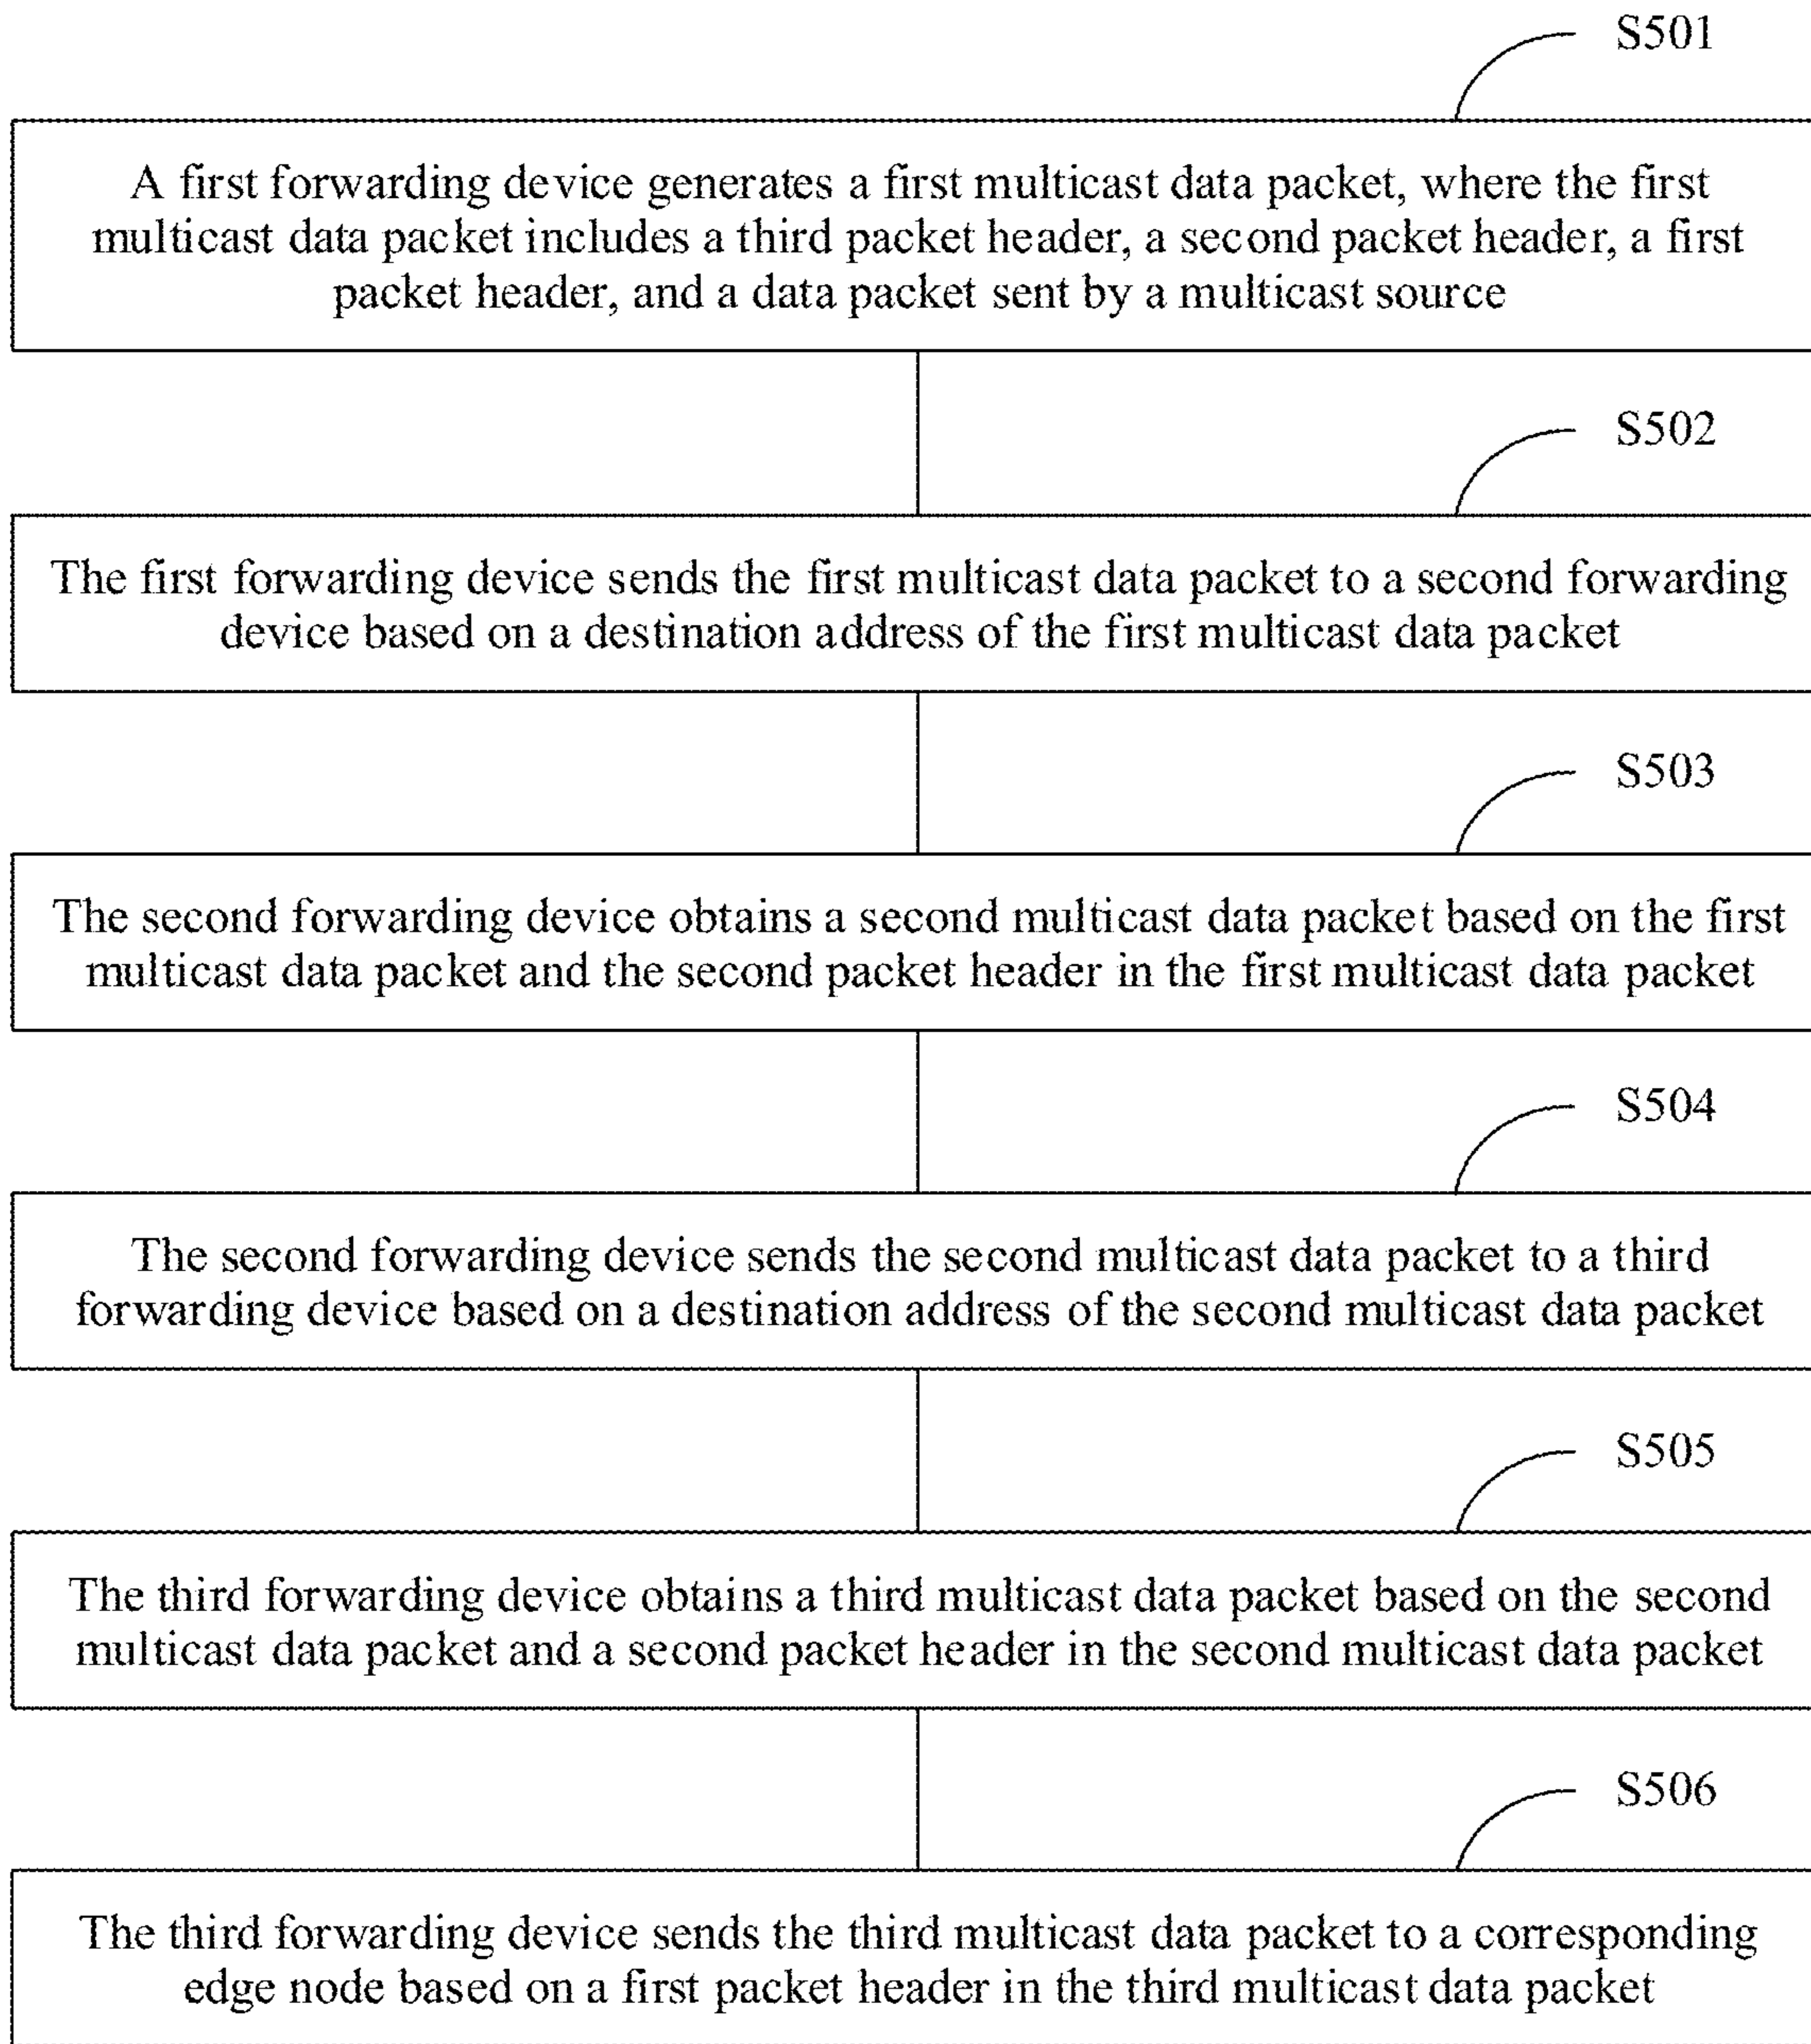 S501
A first forwarding device generates a first multicast data packet, where the first
multicast data packet includes a third packet header, a second packet header, a first
packet header, and a data packet sent by a multicast source
S502
The first forwarding device sends the first multicast data packet to a second forwarding
device based on a destination address of the first multicast data packet
S503
The second forwarding device obtains a second multicast data packet based on the first
multicast data packet and the second packet header in the first multicast data packet
S504
The second forwarding device sends the second multicast data packet to a third
forwarding device based on a destination address of the second multicast data packet
S505
The third forwarding device obtains a third multicast data packet based on the second
multicast data packet and a second packet header in the second multicast data packet
S506
The third forwarding device sends the third multicast data packet to a corresponding
edge node based on a first packet header in the third multicast data packet